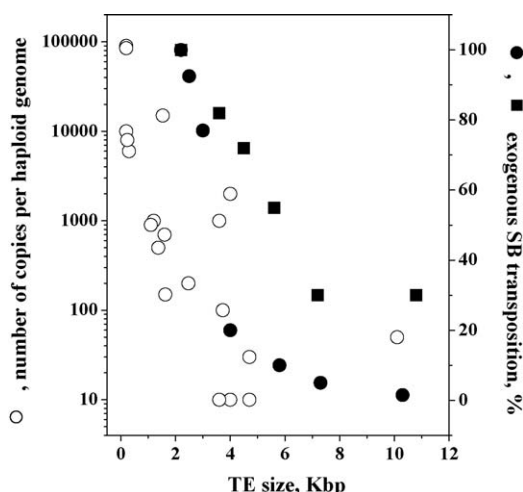 ○ , number of copies per haploid genome
100000
10000
1000
100
10
100
80
60
40
20
0
● , ■ exogenous SB transposition, %
0 2 4 6 8 10 12
TE size, Kbp